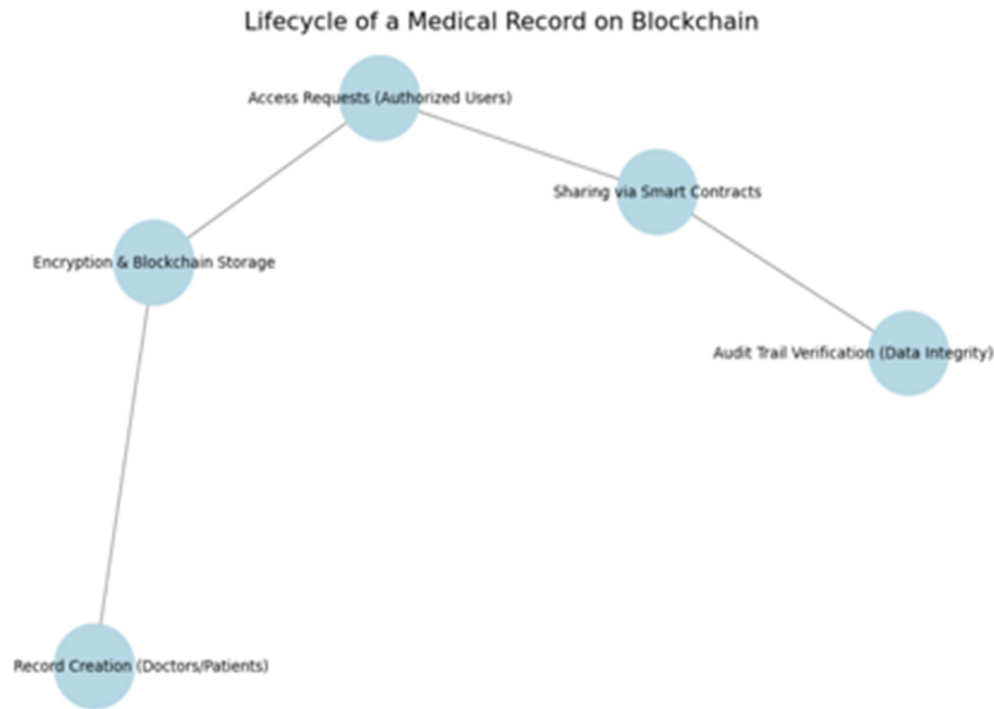 Lifecycle of a Medical Record on Blockchain
Access Requests (Authorized Users)
Sharing via Smart Contracts
Encryption & Blockchain Storage
Audit Trail Verification (Data Integrity)
Record Creation (Doctors/Patients)